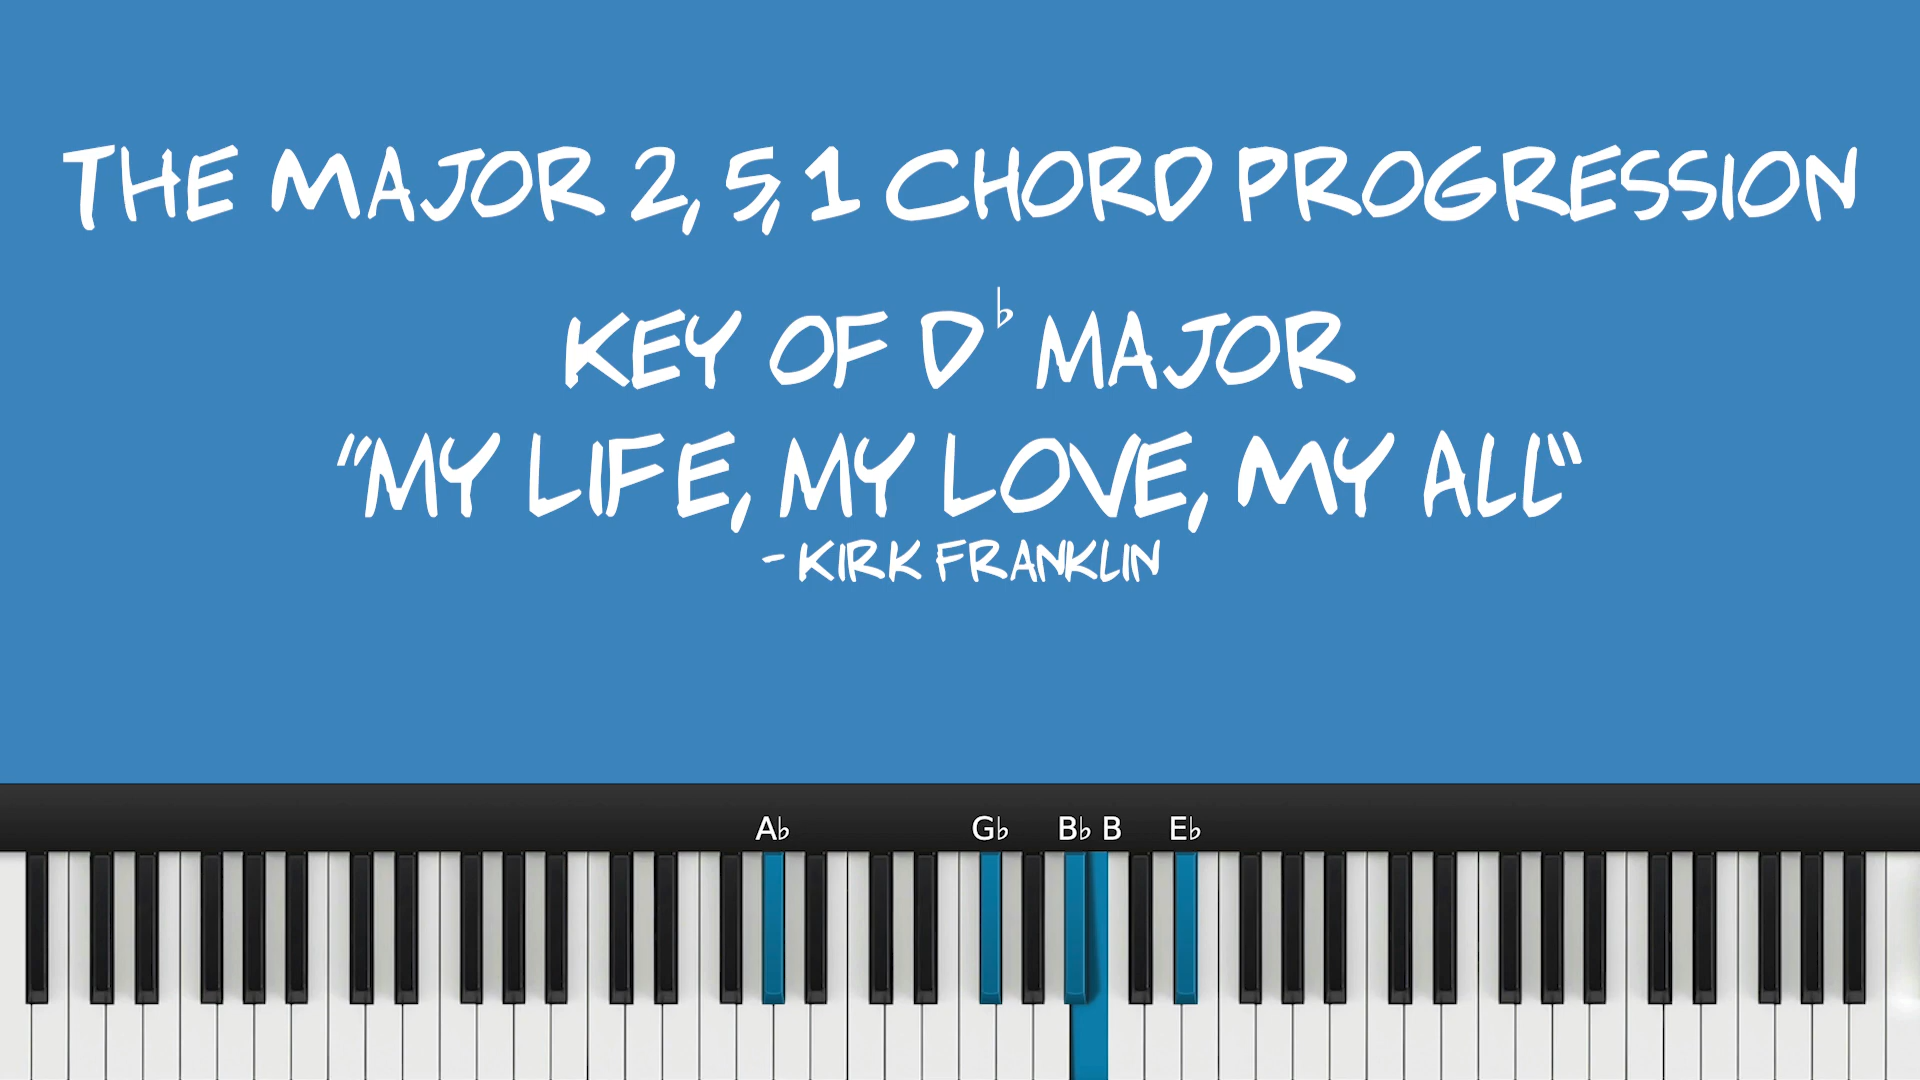 THE MAJOR 2, 5, 1 CHORD PROGRESSION
KEY OF D♭ MAJOR
"MY LIFE, MY LOVE, MY ALL"
- KIRK FRANKLIN
A♭ G♭ B♭ B E♭